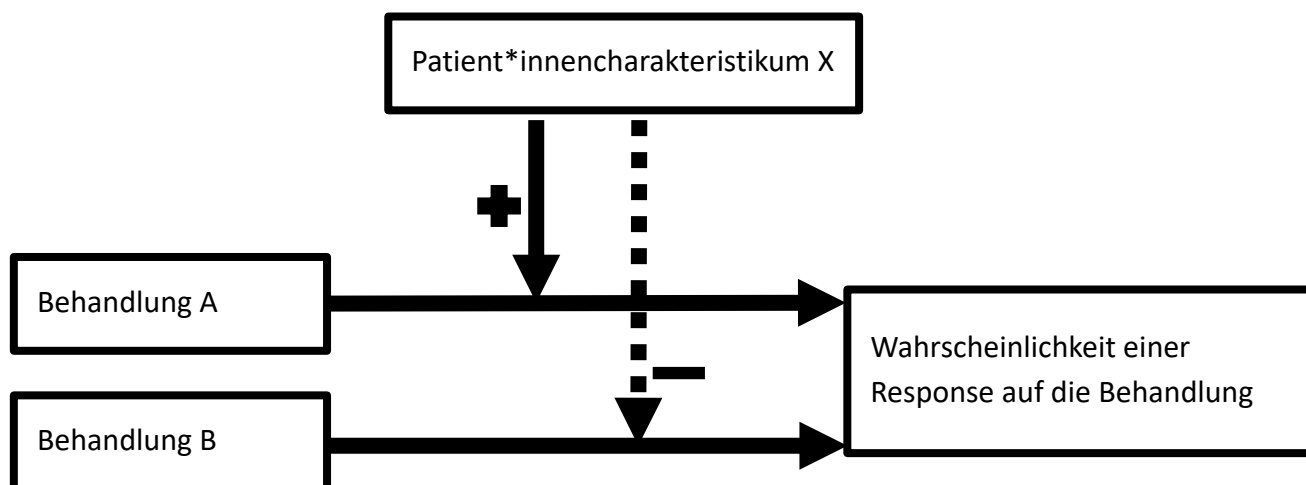 Patient*innencharakteristikum X
+
Behandlung A
Wahrscheinlichkeit einer
Response auf die Behandlung
−
Behandlung B